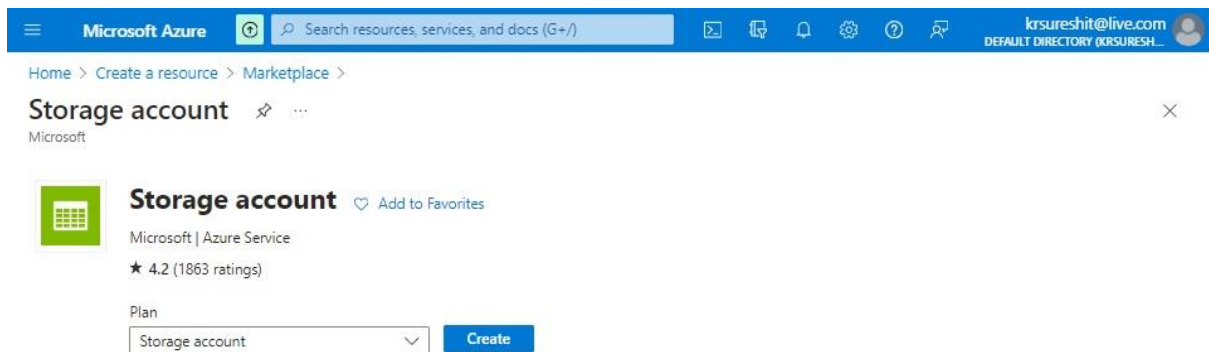 Microsoft Azure
Search resources, services, and docs (G+/)
krsureshit@live.com
DEFAULT DIRECTORY (KRSURESH...
Home > Create a resource > Marketplace >
Storage account ...
Microsoft
Storage account Add to Favorites
Microsoft | Azure Service
★ 4.2 (1863 ratings)
Plan
Storage account
Create